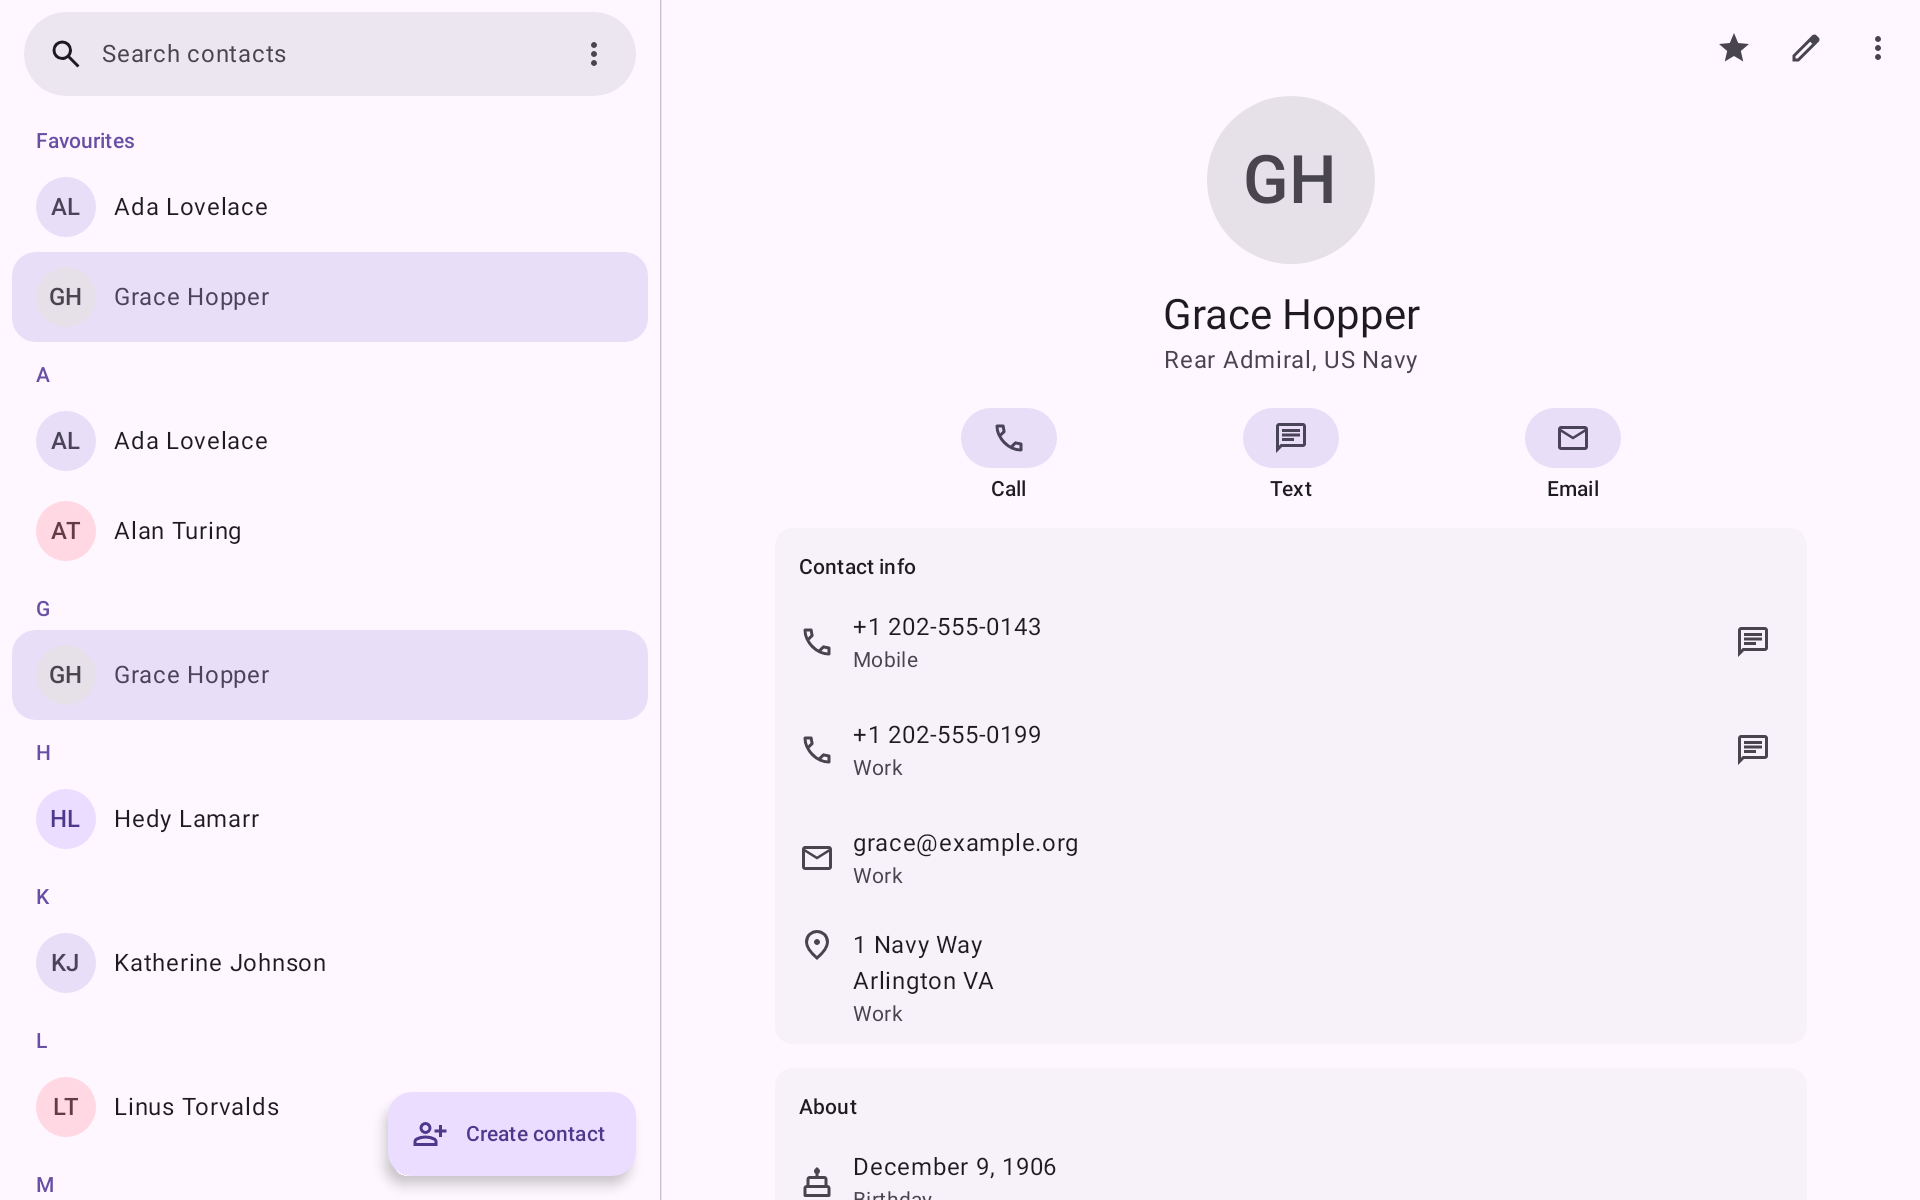 Search contacts
Favourites
AL
Ada Lovelace
GH
Grace Hopper
A
AL
Ada Lovelace
AT
Alan Turing
G
GH
Grace Hopper
H
HL
Hedy Lamarr
K
KJ
Katherine Johnson
L
LT
Linus Torvalds
Create contact
M
GH
Grace Hopper
Rear Admiral, US Navy
Call
Text
Email
Contact info
+1 202-555-0143
Mobile
+1 202-555-0199
Work
grace@example.org
Work
1 Navy Way
Arlington VA
Work
About
December 9, 1906
Birthday